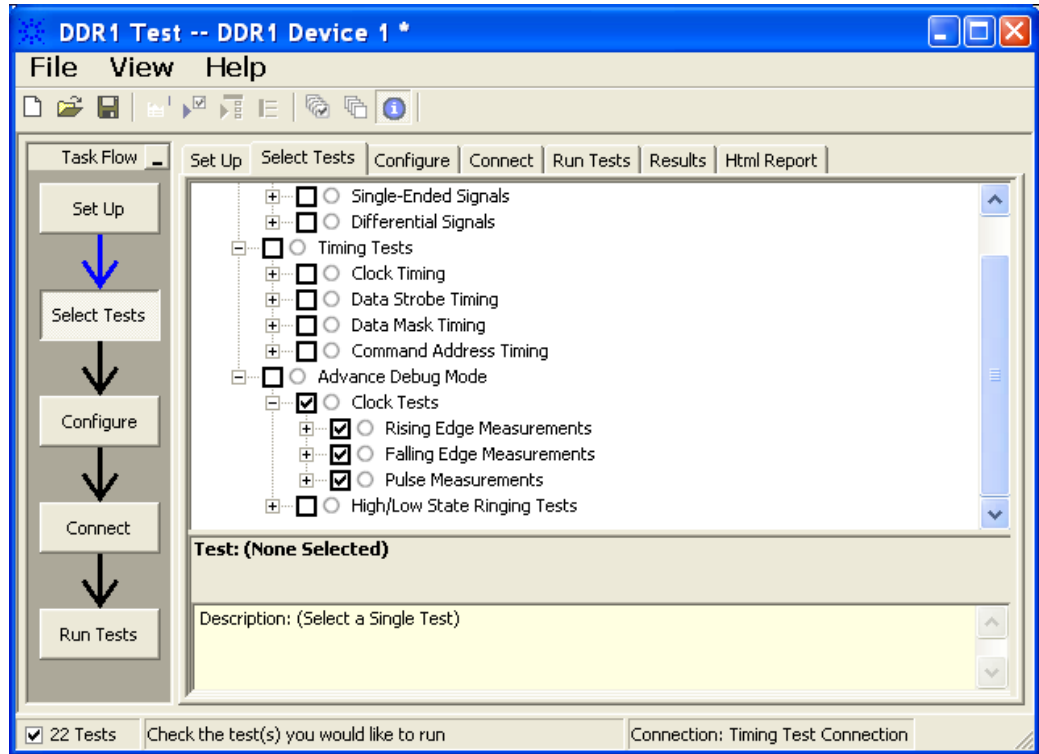 DDR1 Test -- DDR1 Device 1 *
File View Help
Task Flow
Set Up
Select Tests
Configure
Connect
Run Tests
Set Up Select Tests Configure Connect Run Tests Results Html Report
Single-Ended Signals
Differential Signals
Timing Tests
Clock Timing
Data Strobe Timing
Data Mask Timing
Command Address Timing
Advance Debug Mode
Clock Tests
Rising Edge Measurements
Falling Edge Measurements
Pulse Measurements
High/Low State Ringing Tests
Test: (None Selected)
Description: (Select a Single Test)
22 Tests Check the test(s) you would like to run Connection: Timing Test Connection